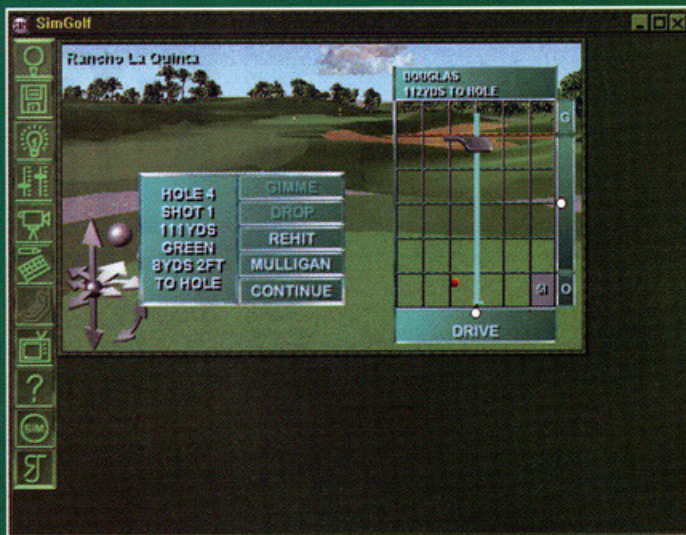 SimGolf
Rancho La Quinta
DOUGLAS
112YDS TO HOLE
G
HOLE 4
SHOT 1
111YDS
GREEN
8YDS 2FT
TO HOLE
GIMME
DROP
REHIT
MULLIGAN
CONTINUE
O
DRIVE
?
SIM